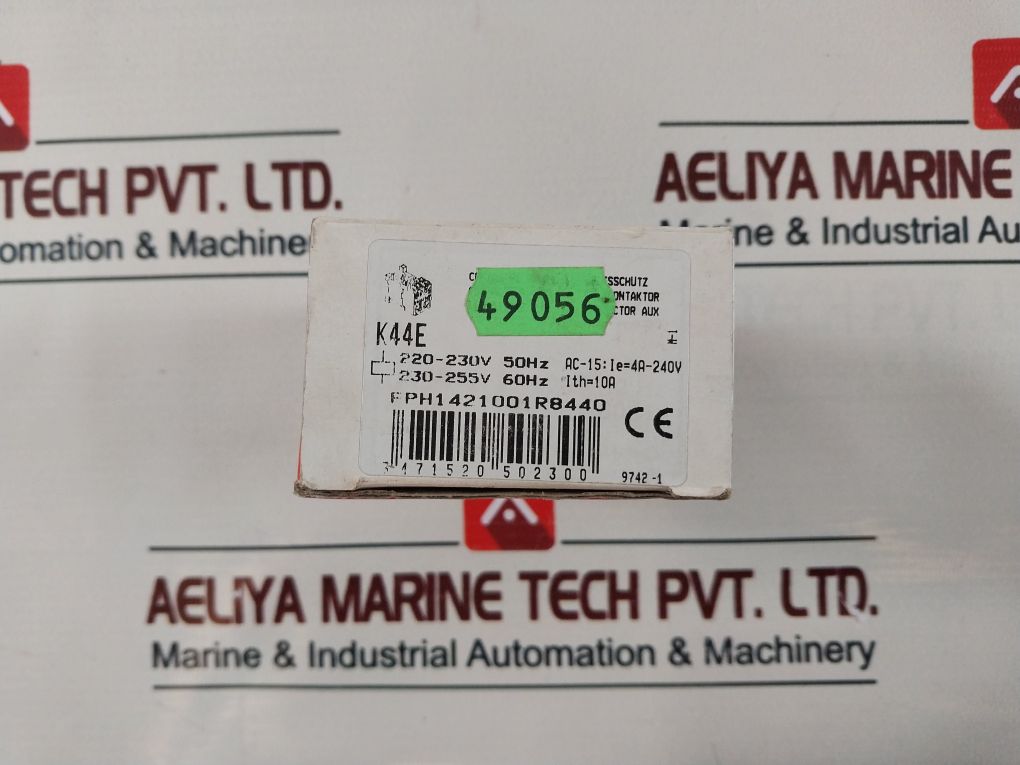 TECH PVT. LTD.
omation & Machine
AELIYA MARINE
Marine & Industrial Au
49056
ONTAKTOR
CTOR AUX
K44E
220-230V 50Hz AC-15:Ie=4A-240V
230-255V 60Hz Ith=10A
FPH1421001R8440
CE
3 471520 502300
9742-1
AELIYA MARINE TECH PVT. LTD.
Marine & Industrial Automation & Machinery